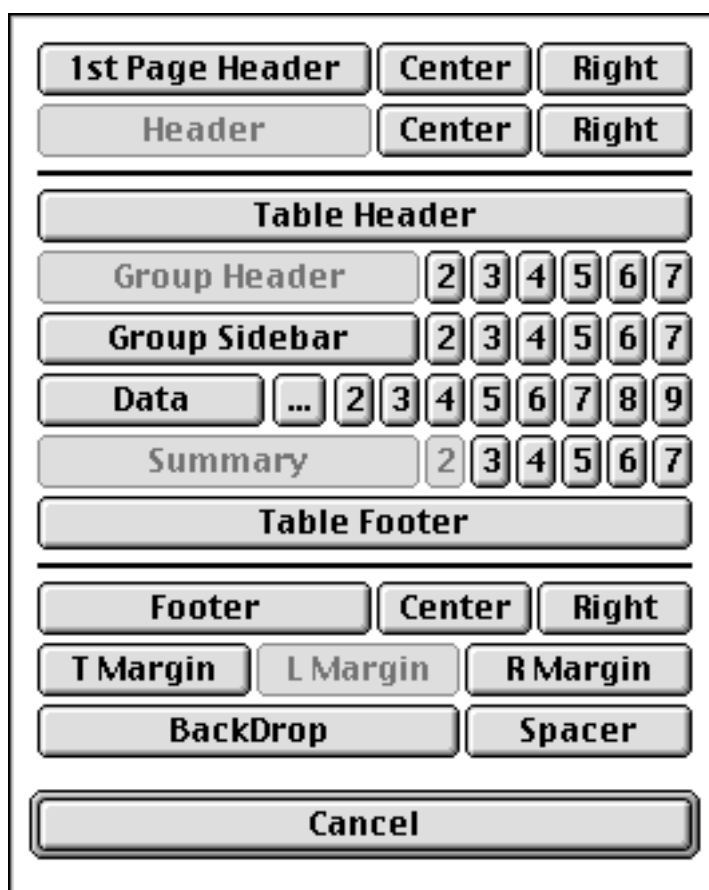 1st Page Header Center Right
Header Center Right
Table Header
Group Header 2 3 4 5 6 7
Group Sidebar 2 3 4 5 6 7
Data ... 2 3 4 5 6 7 8 9
Summary 2 3 4 5 6 7
Table Footer
Footer Center Right
T Margin L Margin R Margin
BackDrop Spacer
Cancel